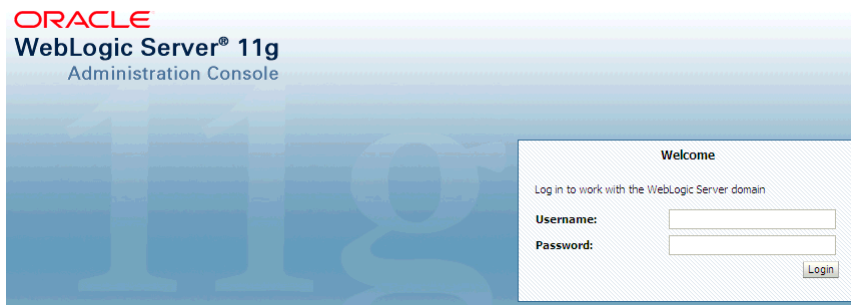 ORACLE
WebLogic Server® 11g
Administration Console
11g
Welcome
Log in to work with the WebLogic Server domain
Username:
Password:
Login